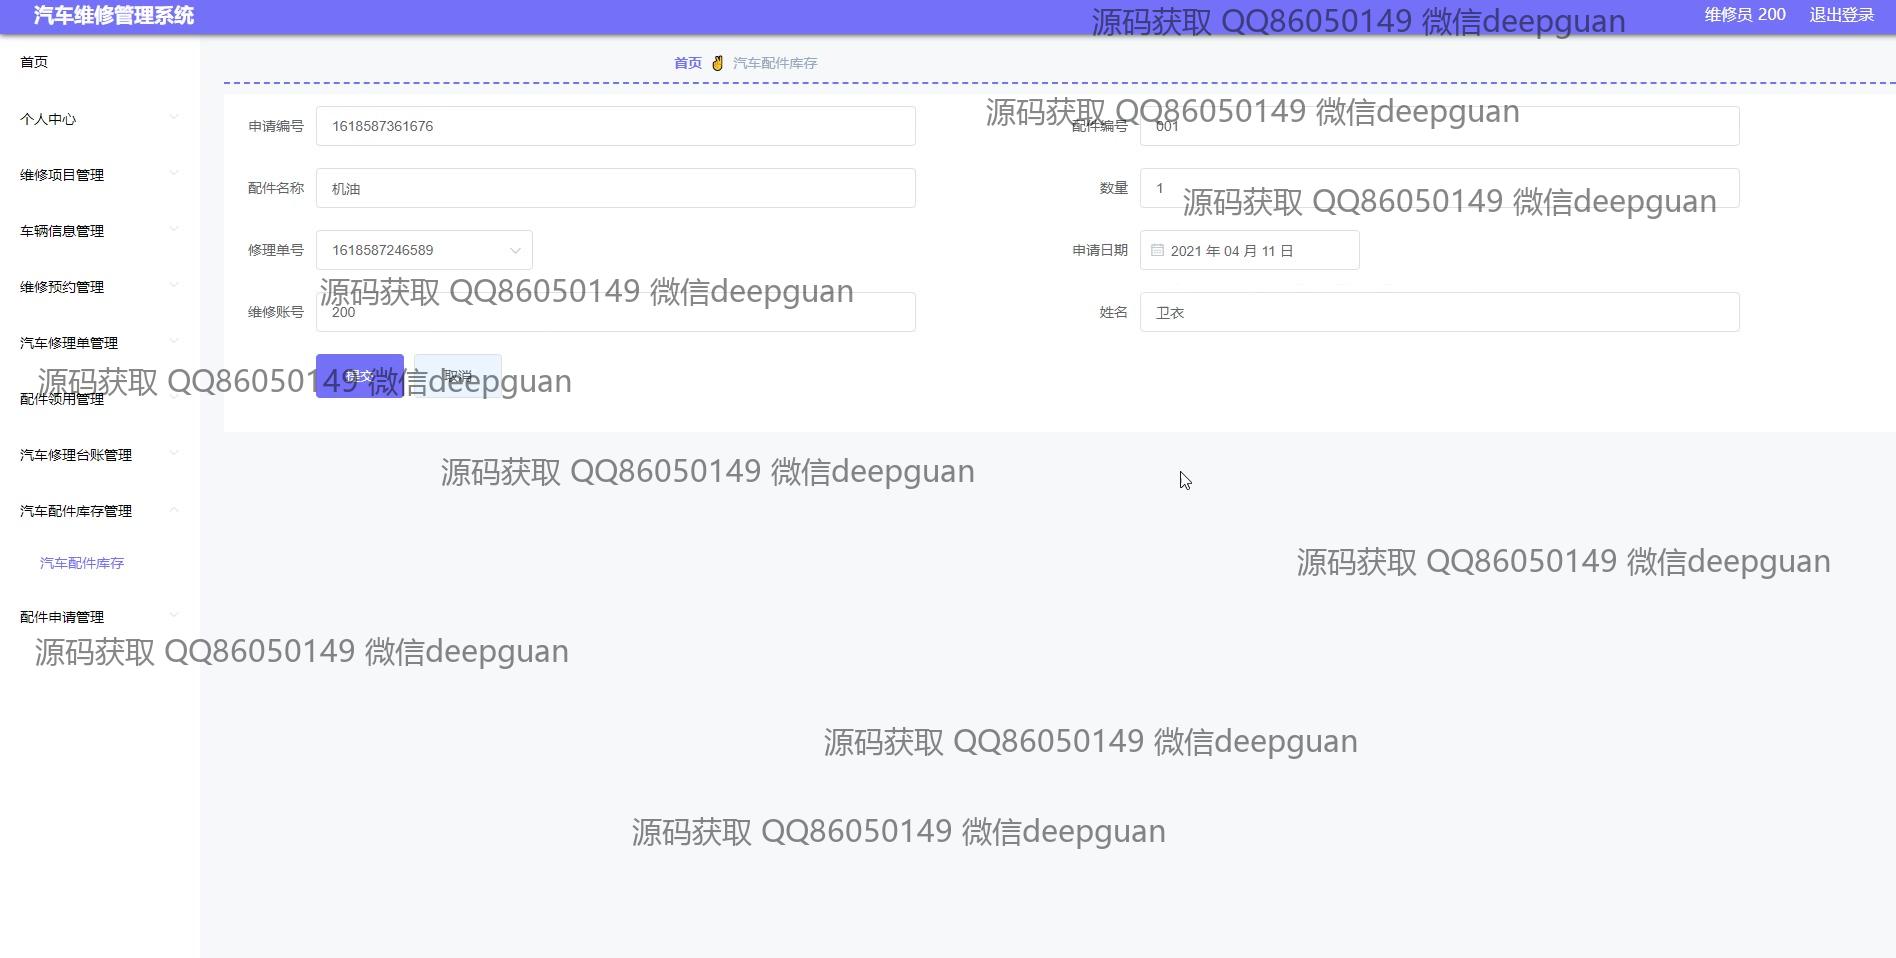 汽车维修管理系统
源码获取 QQ86050149 微信deepguan
维修员 200
退出登录
首页
首页
汽车配件库存
个人中心
维修项目管理
车辆信息管理
维修预约管理
汽车修理单管理
配件领用管理
汽车修理台账管理
汽车配件库存管理
汽车配件库存
配件申请管理
申请编号
1618587361676
源码获取 QQ86050149 微信deepguan
配件编号
001
配件名称
机油
数量
1
源码获取 QQ86050149 微信deepguan
修理单号
1618587246589
申请日期
2021 年 04 月 11 日
源码获取 QQ86050149 微信deepguan
维修账号
200
姓名
卫衣
提交
取消
源码获取 QQ86050149 微信deepguan
源码获取 QQ86050149 微信deepguan
源码获取 QQ86050149 微信deepguan
源码获取 QQ86050149 微信deepguan
源码获取 QQ86050149 微信deepguan
源码获取 QQ86050149 微信deepguan